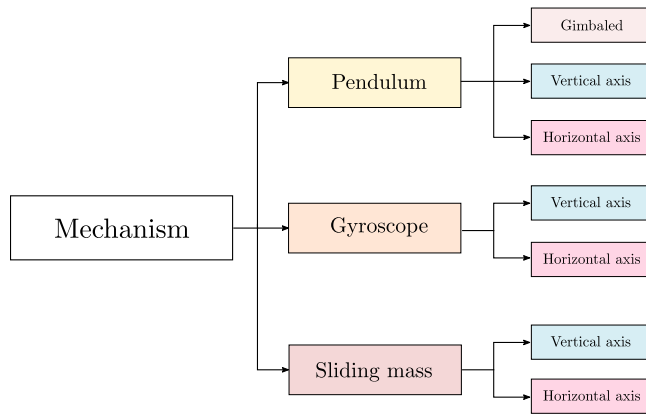 Mechanism
Pendulum
Gimbaled
Vertical axis
Horizontal axis
Gyroscope
Vertical axis
Horizontal axis
Sliding mass
Vertical axis
Horizontal axis